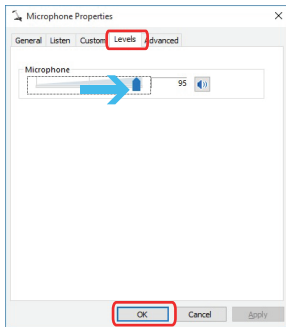 Microphone Properties
General Listen Custom Levels Advanced
Microphone
95
OK Cancel Apply